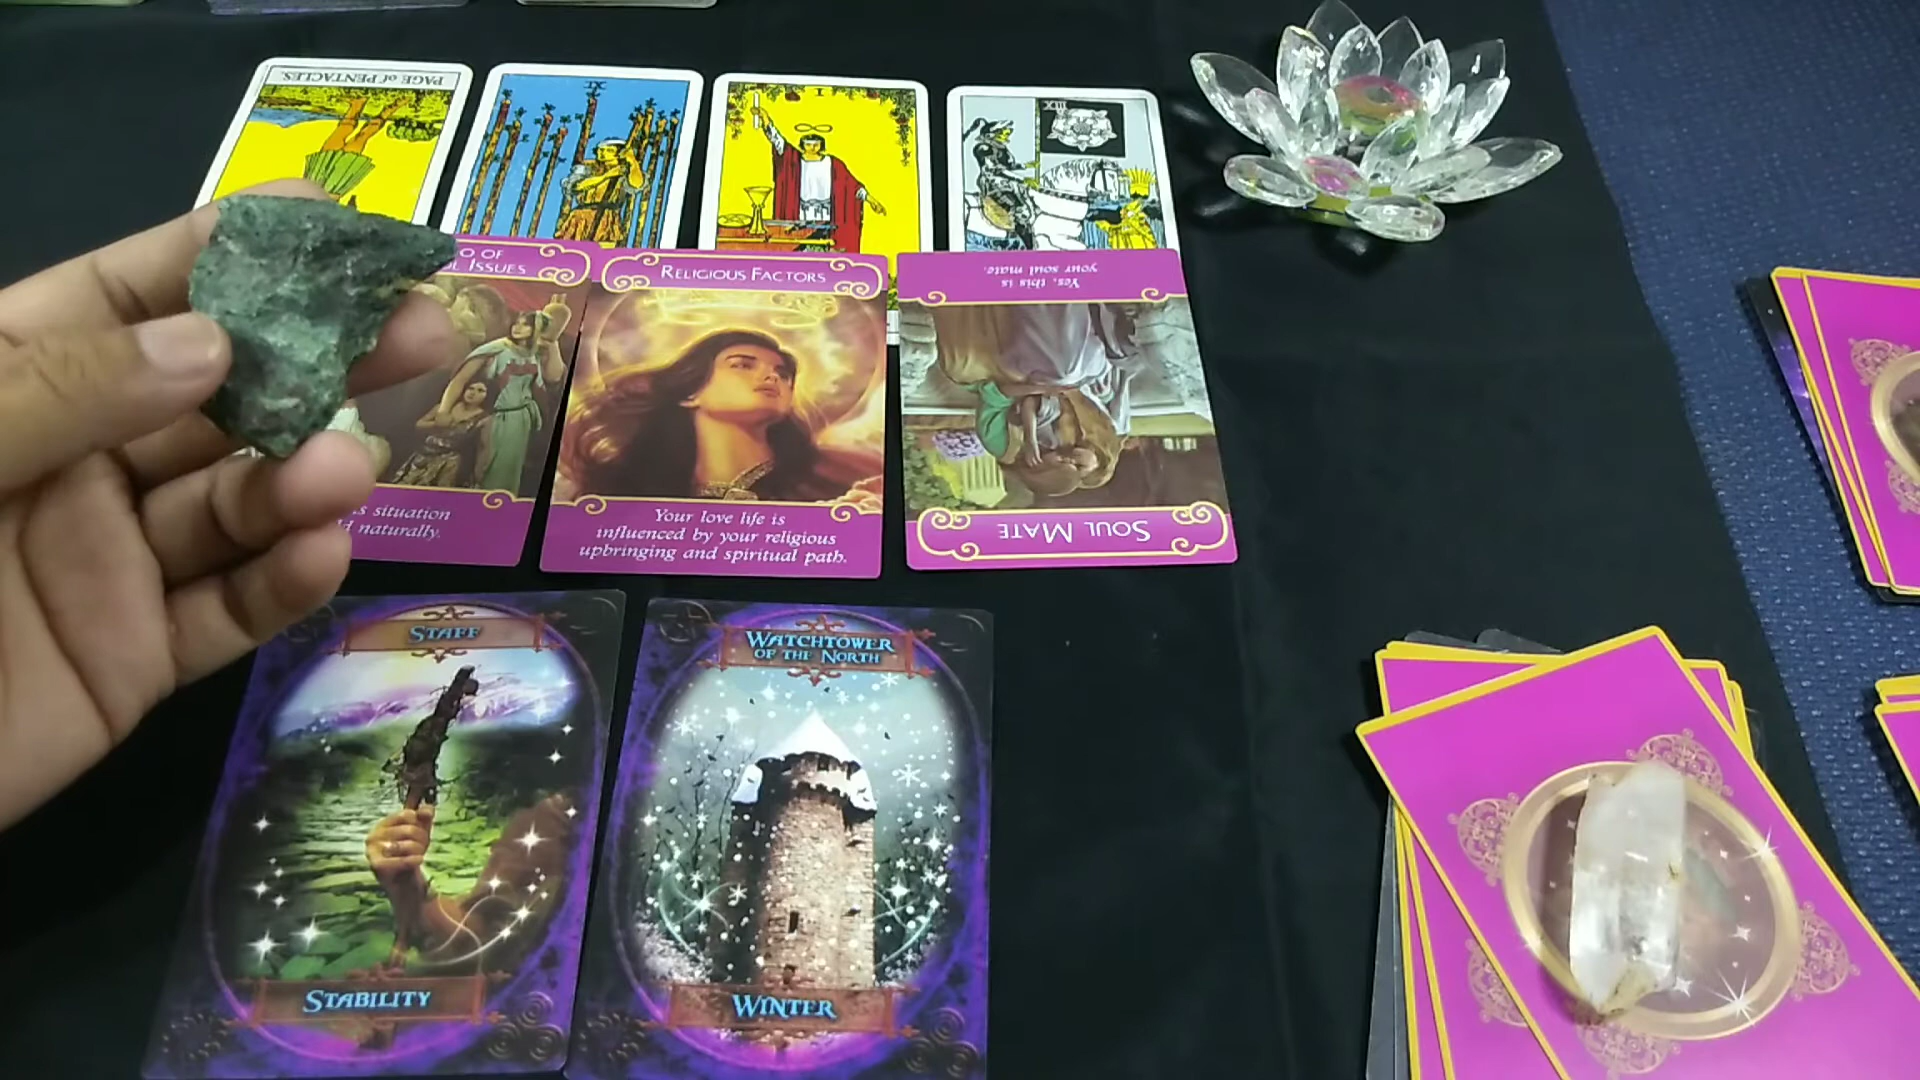 PAGE of PENTACLES.
XI
I
XIII
O OF
L ISSUES
RELIGIOUS FACTORS
Yes, this is
your soul mate.
s situation
d naturally.
Your love life is
influenced by your religious
upbringing and spiritual path.
SOUL MATE
STAFF
WATCHTOWER
OF THE NORTH
STABILITY
WINTER